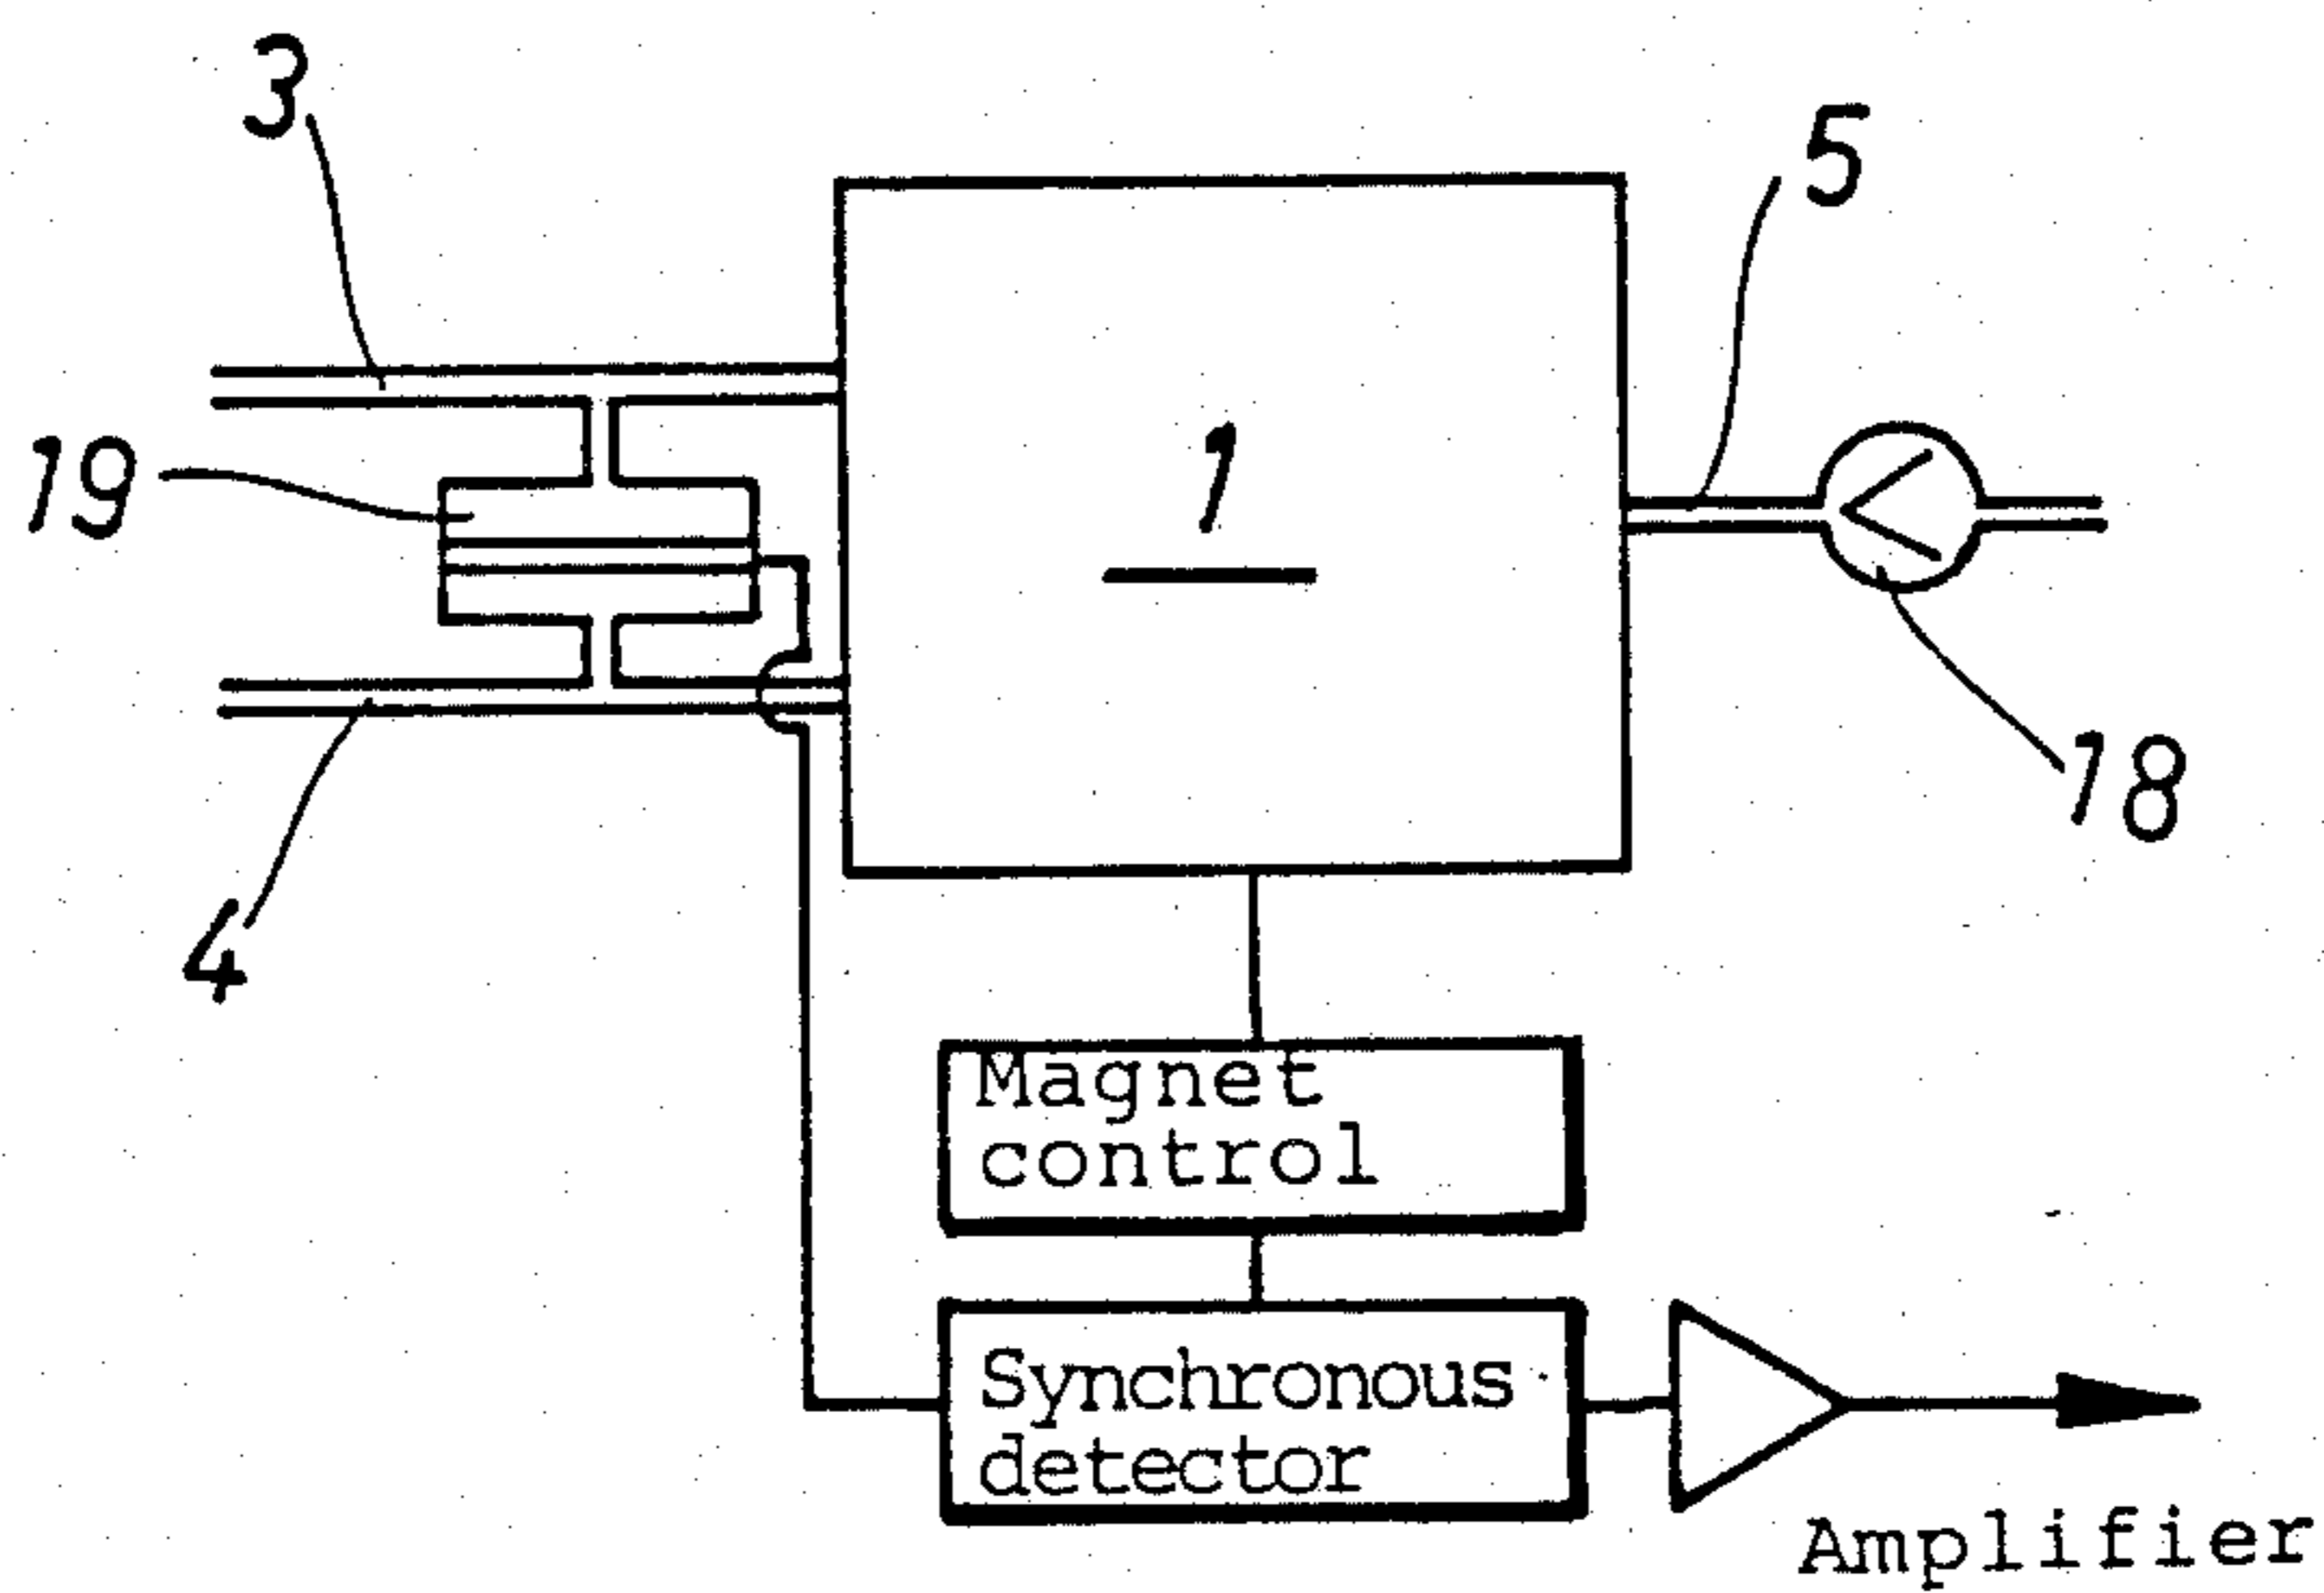 3
5
19
1
18
4
Magnet
control
Synchronous
detector
Amplifier